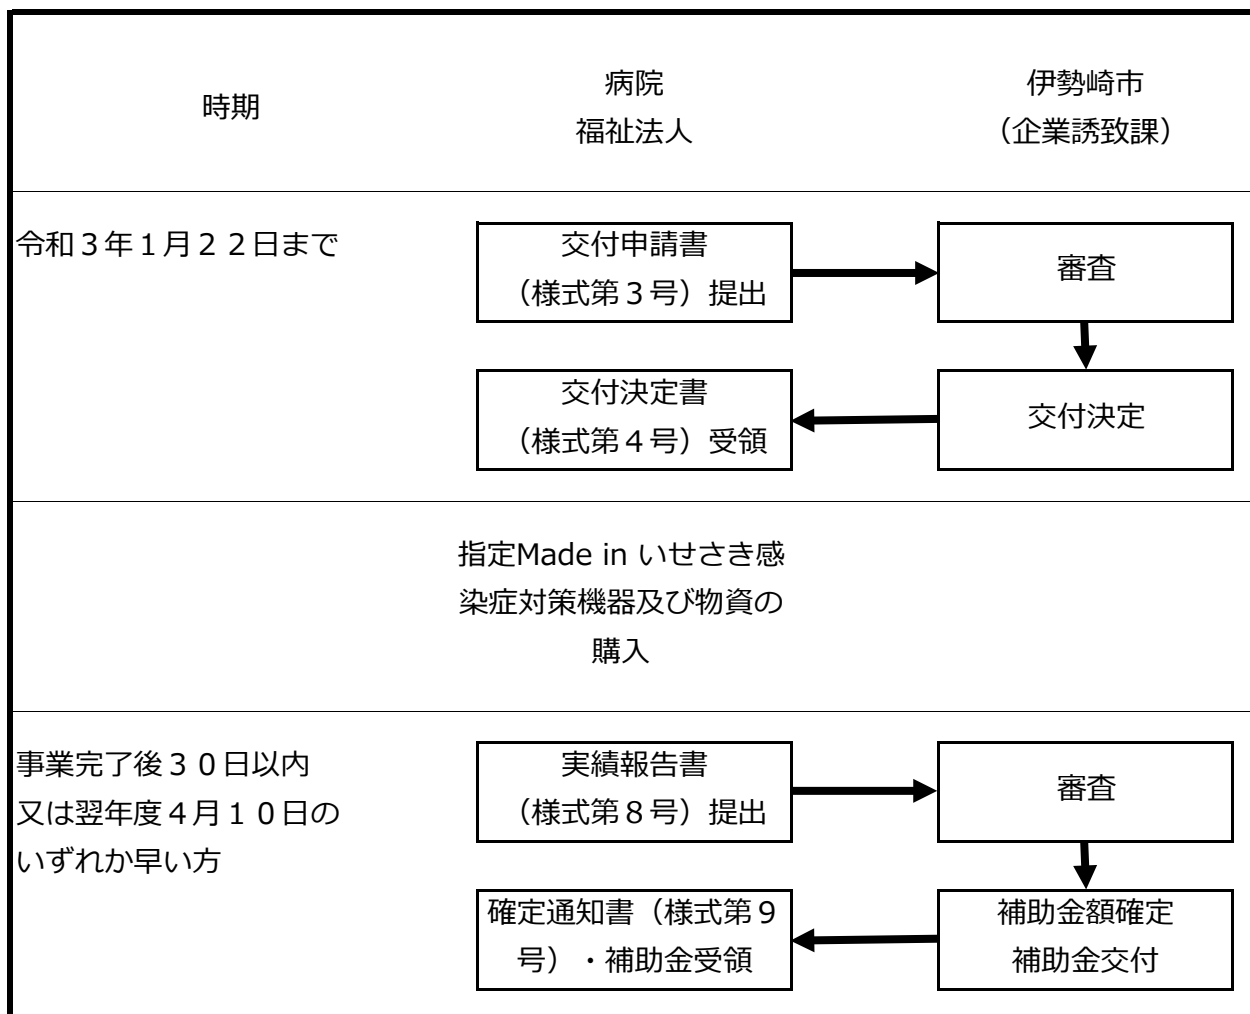 時期
病院
福祉法人
伊勢崎市
（企業誘致課）
令和３年１月２２日まで
交付申請書
（様式第３号）提出
審査
交付決定書
（様式第４号）受領
交付決定
指定Made in いせさき感
染症対策機器及び物資の
購入
事業完了後３０日以内
又は翌年度４月１０日の
いずれか早い方
実績報告書
（様式第８号）提出
審査
確定通知書（様式第９
号）・補助金受領
補助金額確定
補助金交付